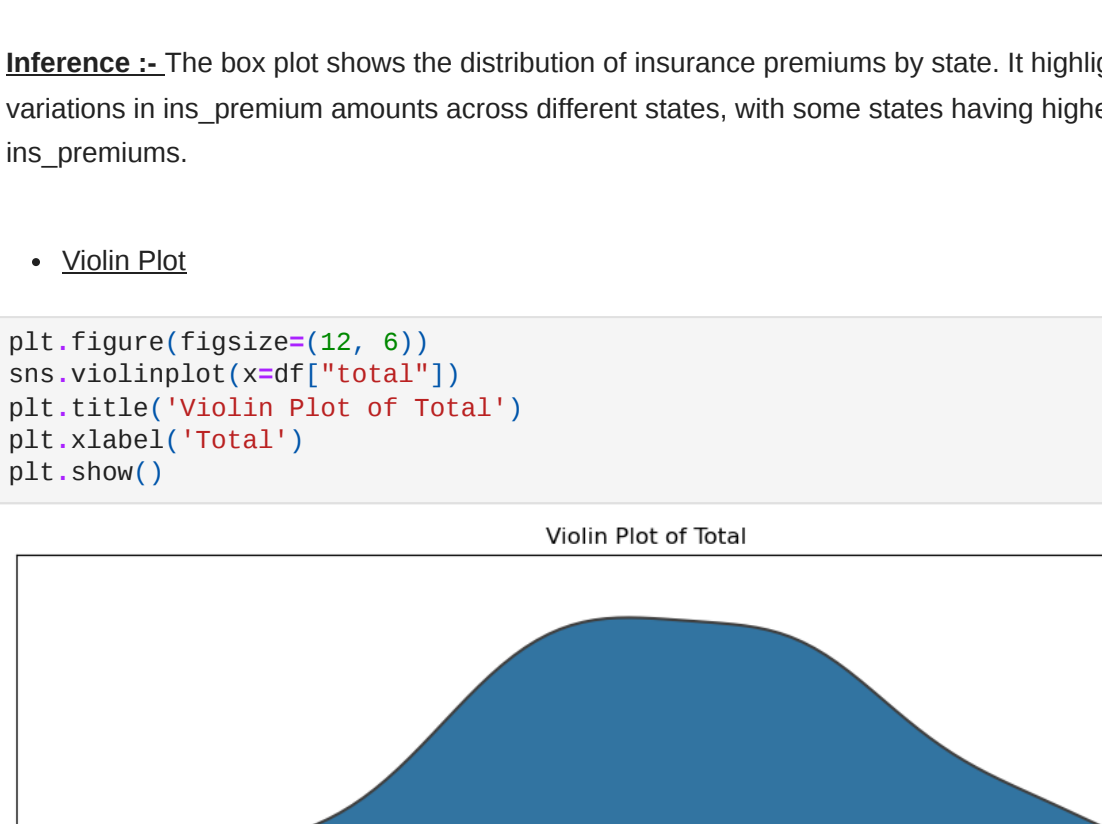 Inference :- The box plot shows the distribution of insurance premiums by state. It
variations in ins_premium amounts across different states, with some states having
ins_premiums.
• Violin Plot
plt.figure(figsize=(12, 6))
sns.violinplot(x=df["total"])
plt.title('Violin Plot of Total')
plt.xlabel('Total')
plt.show()
Violin Plot of Total